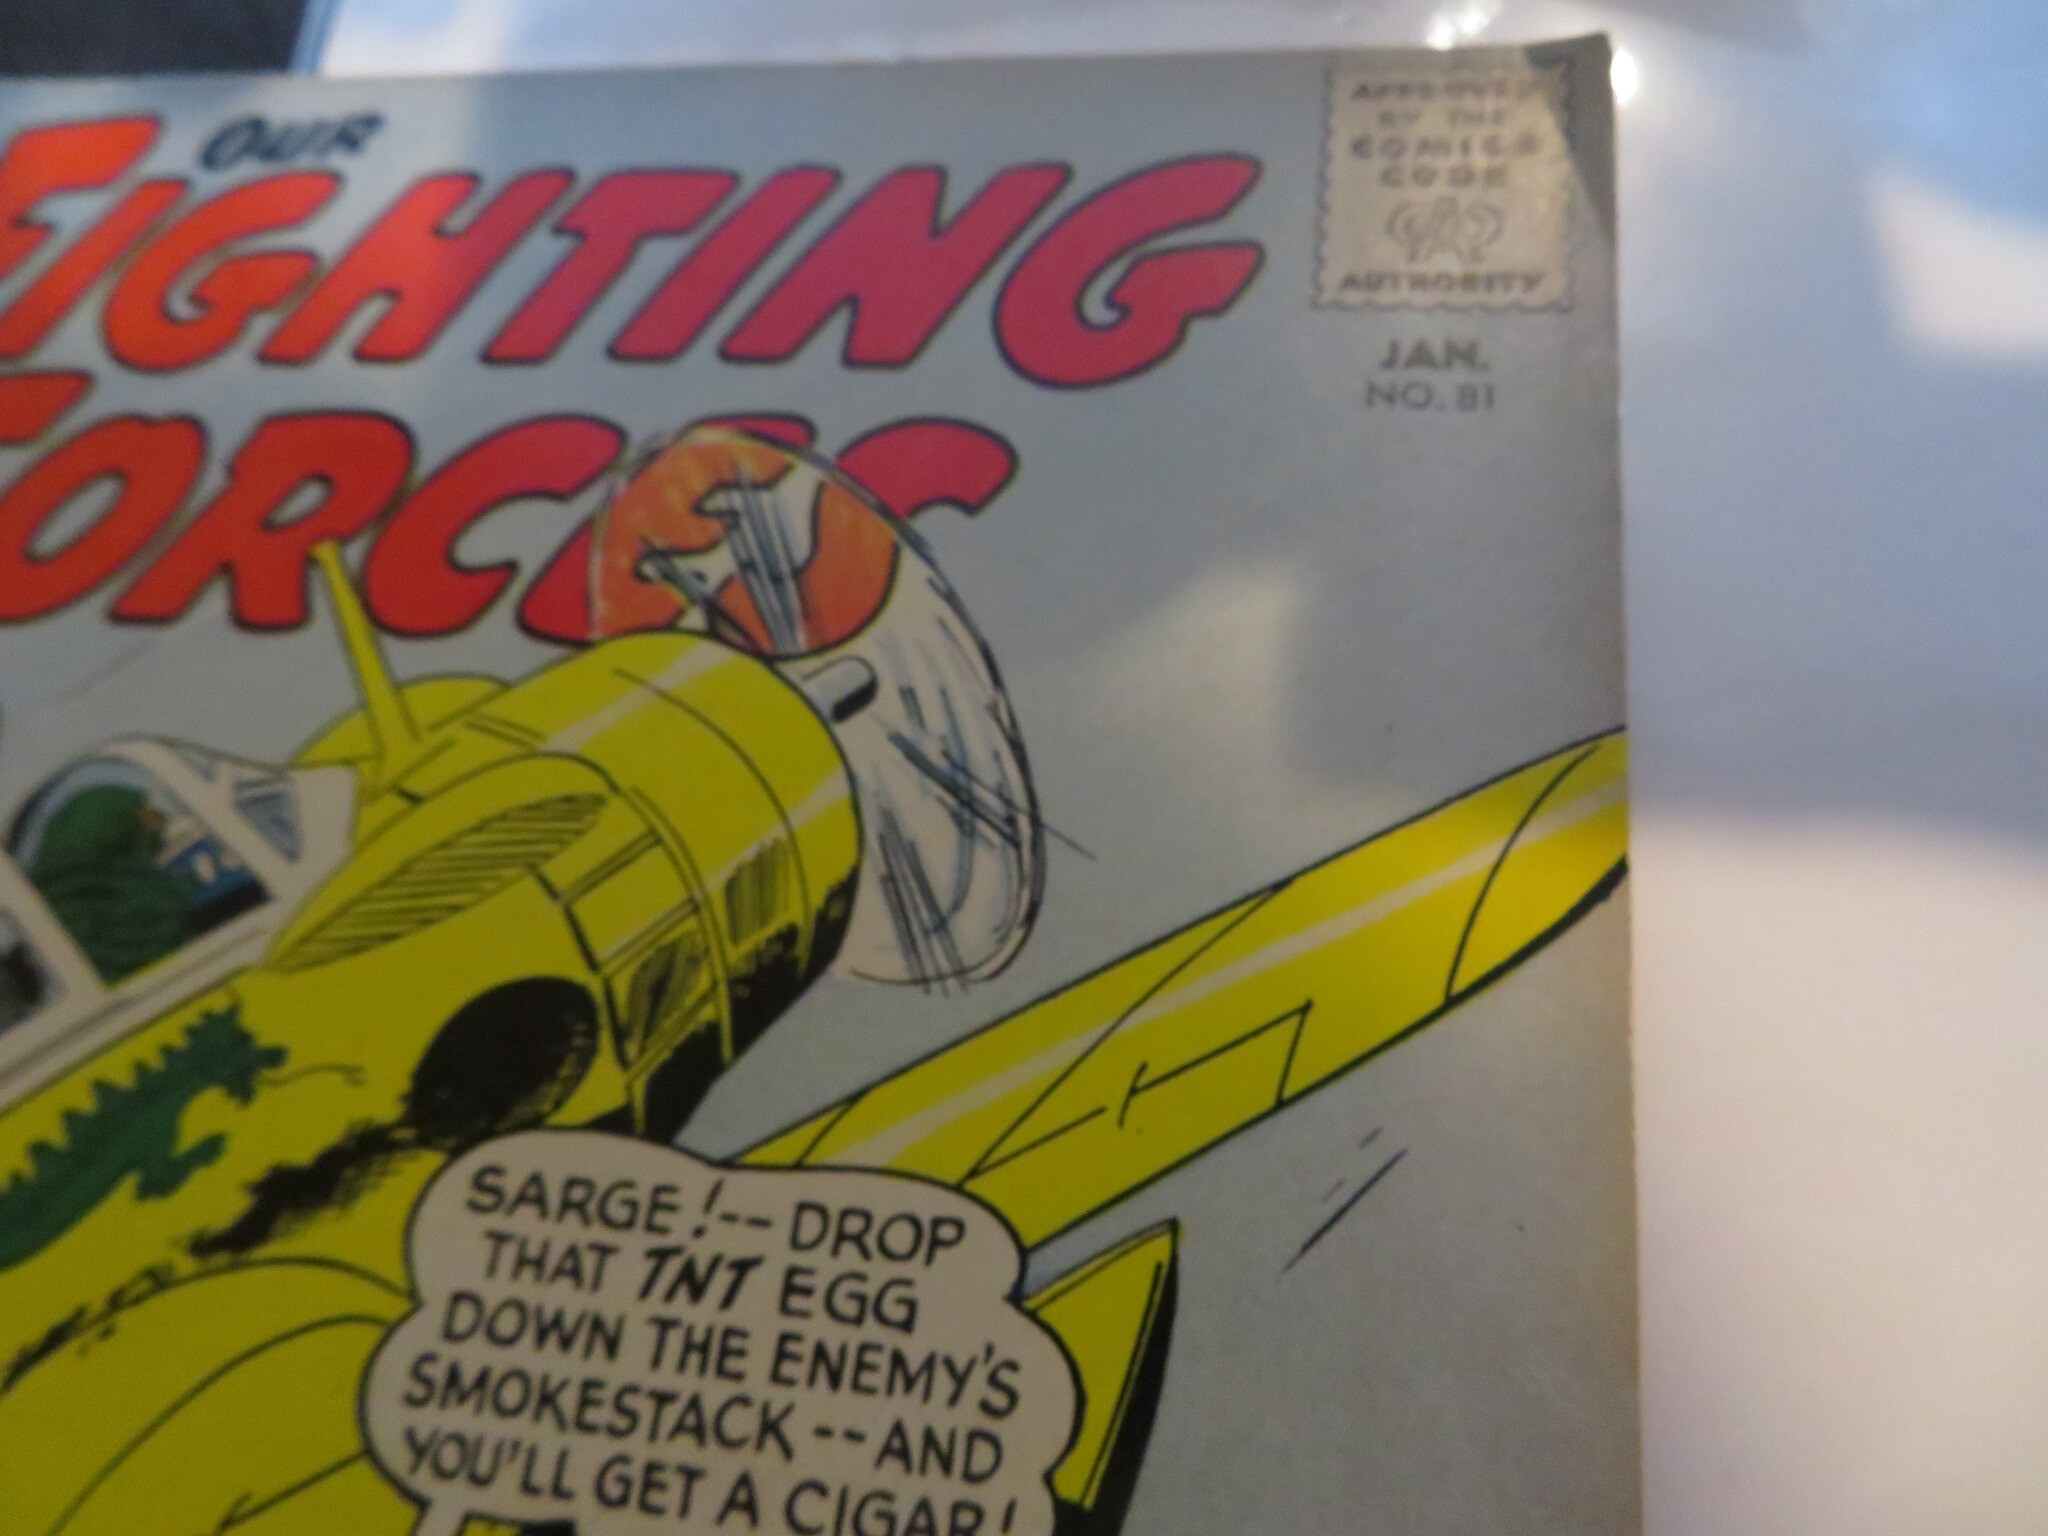 OUR
FIGHTING
FORCES
APPROVED
BY THE
COMICS
CODE
CA
AUTHORITY
JAN.
NO. 81
SARGE!-- DROP
THAT TNT EGG
DOWN THE ENEMY'S
SMOKESTACK -- AND
YOU'LL GET A CIGAR!